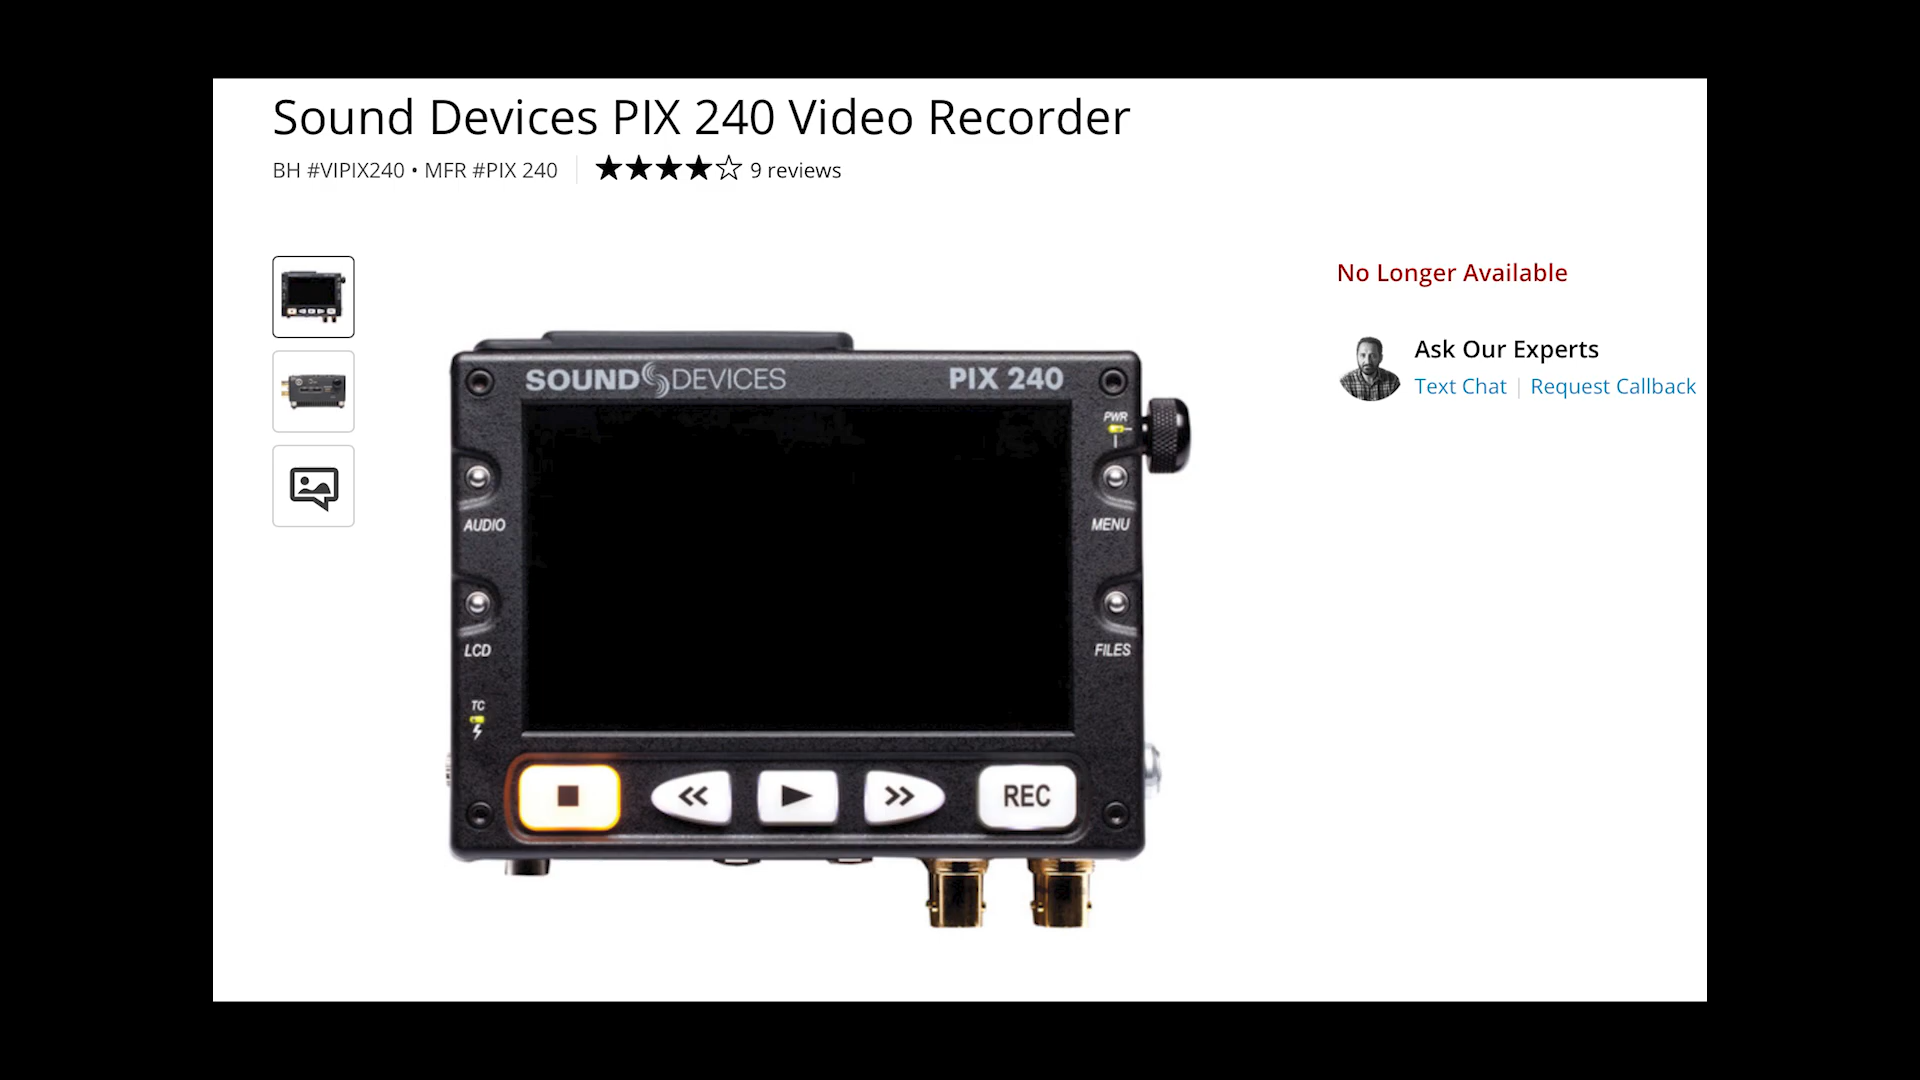 Sound Devices PIX 240 Video Recorder
BH #VIPIX240 • MFR #PIX 240
9 reviews
No Longer Available
Ask Our Experts
Text Chat | Request Callback
SOUND DEVICES
PIX 240
PWR
AUDIO
MENU
LCD
FILES
TC
REC